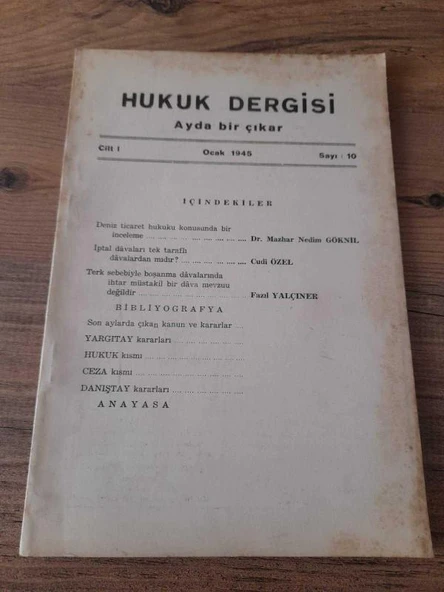 HUKUK DERGİSİ
Ayda bir çıkar
Cilt I Ocak 1945 Sayı : 10
İÇİNDEKİLER
Deniz ticaret hukuku konusunda bir
inceleme ... ... ... ... ... ... ... Dr. Mazhar Nedim GÖKNİL
İptal dâvaları tek taraflı
dâvalardan mıdır? ... ... ... ... ... ... Cudi ÖZEL
Terk sebebiyle boşanma dâvalarında
ihtar müstakil bir dâva mevzuu
değildir ... ... ... ... ... ... ... Fazıl YALÇINER
BİBLİYOGRAFYA
Son aylarda çıkan kanun ve kararlar ...
YARGITAY kararları ... ... ... ... ...
HUKUK kısmı ... ... ... ... ... ... ...
CEZA kısmı ... ... ... ... ... ... ...
DANIŞTAY kararları ... ... ... ... ...
ANAYASA